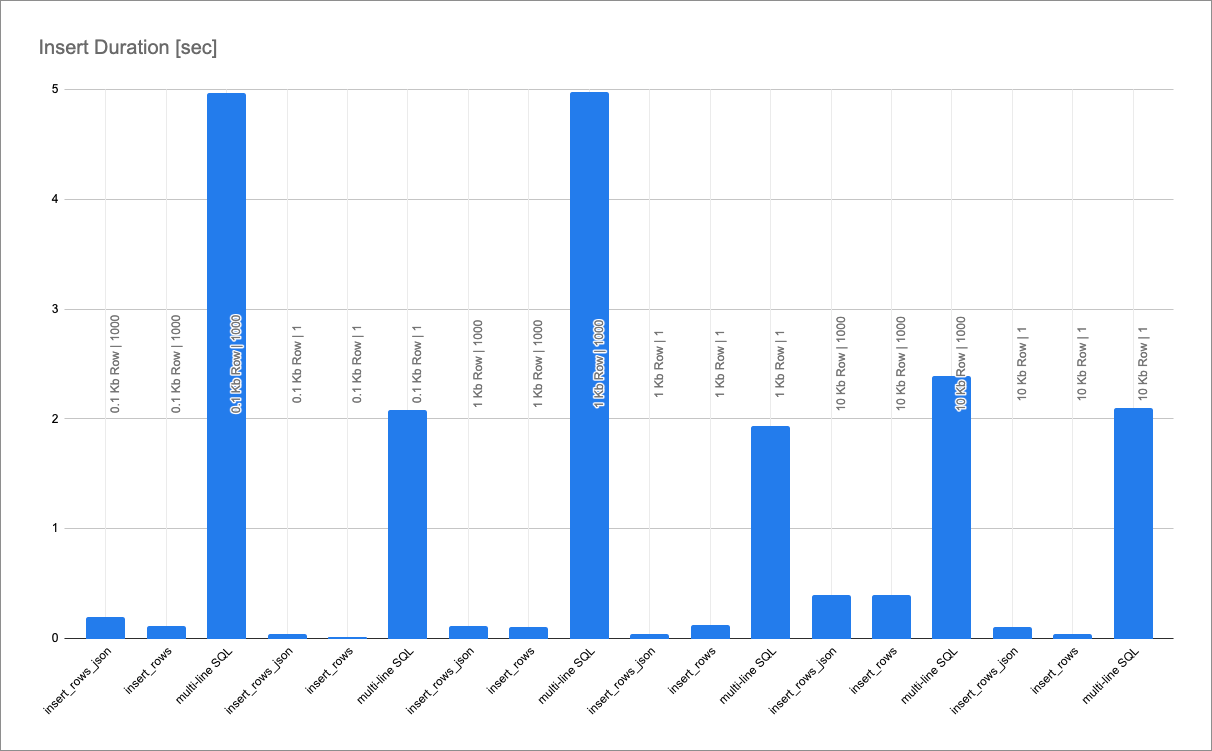 Insert Duration [sec]
5
4
3
2
1
0
0.1 Kb Row | 1000
0.1 Kb Row | 1000
0.1 Kb Row | 1000
0.1 Kb Row | 1
0.1 Kb Row | 1
0.1 Kb Row | 1
1 Kb Row | 1000
1 Kb Row | 1000
1 Kb Row | 1000
1 Kb Row | 1
1 Kb Row | 1
1 Kb Row | 1
10 Kb Row | 1000
10 Kb Row | 1000
10 Kb Row | 1000
10 Kb Row | 1
10 Kb Row | 1
10 Kb Row | 1
insert_rows_json
insert_rows
multi-line SQL
insert_rows_json
insert_rows
multi-line SQL
insert_rows_json
insert_rows
multi-line SQL
insert_rows_json
insert_rows
multi-line SQL
insert_rows_json
insert_rows
multi-line SQL
insert_rows_json
insert_rows
multi-line SQL